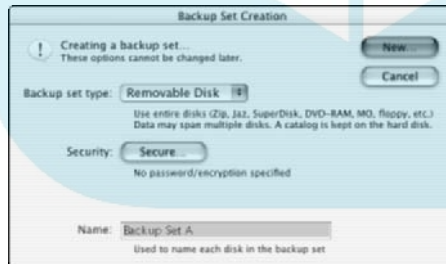 Backup Set Creation
Creating a backup set...
These options cannot be changed later.
New...
Cancel
Backup set type: Removable Disk
Use entire disks (Zip, Jaz, SuperDisk, DVD-RAM, MO, floppy, etc.)
Data may span multiple disks. A catalog is kept on the hard disk.
Security: Secure...
No password/encryption specified
Name: Backup Set A
Used to name each disk in the backup set